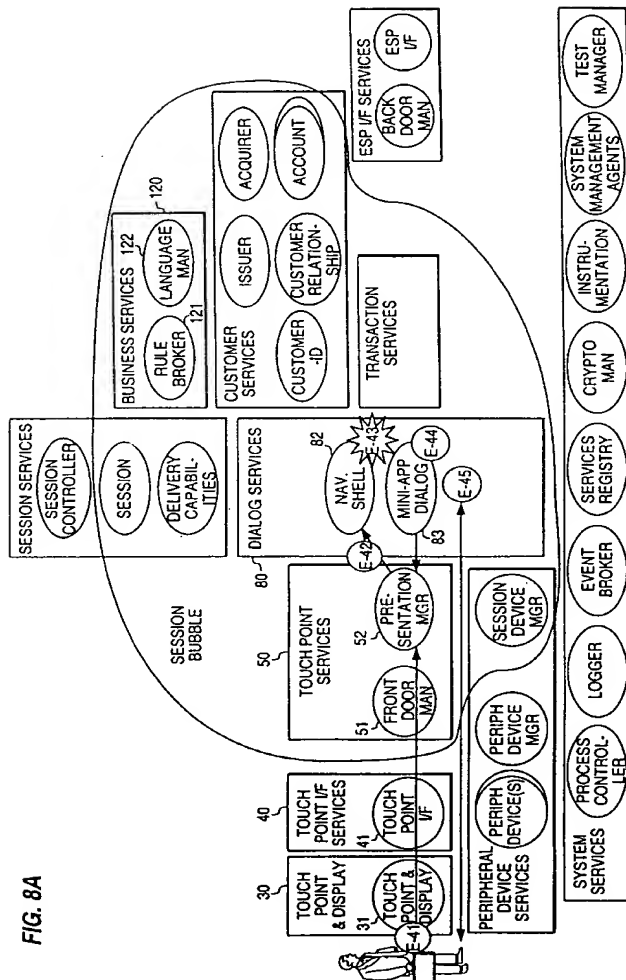 FIG. 8A
30
TOUCH
POINT
& DISPLAY
31
TOUCH
POINT &
DISPLAY
E-41
40
TOUCH
POINT I/F
SERVICES
41
TOUCH
POINT
I/F
SESSION
BUBBLE
50
TOUCH POINT
SERVICES
51
FRONT
DOOR
MAN
52
PRE-
SENTATION
MGR
SESSION SERVICES
SESSION
CONTROLLER
SESSION
DELIVERY
CAPABIL-
ITIES
80
DIALOG SERVICES
82
NAV.
SHELL
E-42
E-43
MINI-APP
DIALOG
E-44
83
E-45
120
BUSINESS SERVICES
122
RULE
BROKER
121
LANGUAGE
MAN
CUSTOMER
SERVICES
ISSUER
ACQUIRER
CUSTOMER
-ID
CUSTOMER
RELATION-
SHIP
ACCOUNT
TRANSACTION
SERVICES
ESP I/F SERVICES
BACK
DOOR
MAN
ESP
I/F
PERIPHERAL
DEVICE SERVICES
PERIPH
DEVICE(S)
PERIPH
DEVICE
MGR
SESSION
DEVICE
MGR
SYSTEM
SERVICES
PROCESS
CONTROL-
LER
LOGGER
EVENT
BROKER
SERVICES
REGISTRY
CRYPTO
MAN
INSTRU-
MENTATION
SYSTEM
MANAGEMENT
AGENTS
TEST
MANAGER